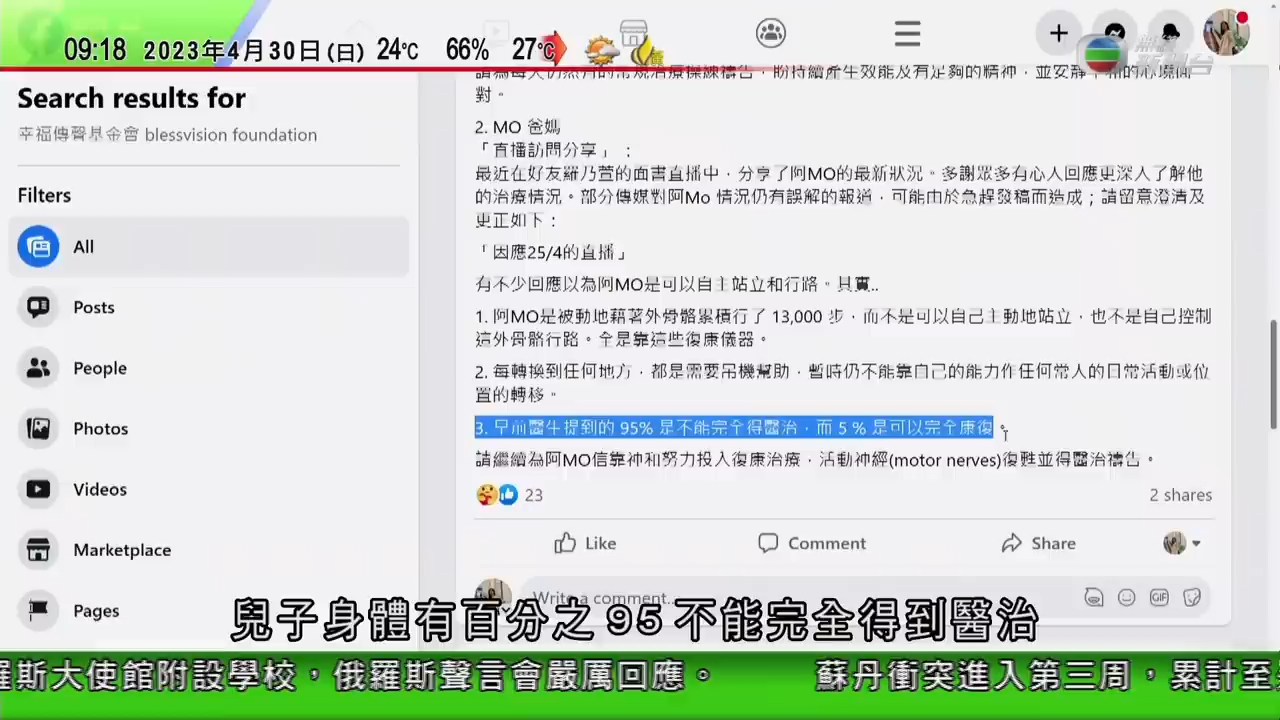 09:18 2023年4月30日(日) 24℃ 66% 27℃
Search results for
幸福傳聲基金會 blessvision foundation
Filters
All
Posts
People
Photos
Videos
Marketplace
Pages
對。
2. MO 爸媽
「直播訪問分享」:
最近在好友羅乃萱的面書直播中，分享了阿MO的最新狀況。多謝眾多有心人回應更深人了解他
的治療情況。部分傳媒對阿Mo 情況仍有誤解的報道，可能由於急趕發稿而造成；請留意澄清及
更正如下：
「因應25/4的直播」
有不少回應以為阿MO是可以自主站立和行路。其實..
1. 阿MO是被動地藉著外骨骼累積行了 13,000 步，而不是可以自己主動地站立，也不是自己控制
這外骨骼行路。全是靠這些復康儀器。
2. 每轉換到任何地方，都是需要吊機幫助，暫時仍不能靠自己的能力作任何常人的日常活動或位
置的轉移。
3. 早前醫生提到的 95% 是不能完全得醫治，而 5 % 是可以完全康復。
請繼續為阿MO信靠神和努力投入復康治療，活動神經(motor nerves)復甦並得醫治禱告。
23
2 shares
Like
Comment
Share
Write a comment...
GIF
兒子身體有百分之95不能完全得到醫治
羅斯大使館附設學校，俄羅斯聲言會嚴厲回應。 蘇丹衝突進入第三周，累計至